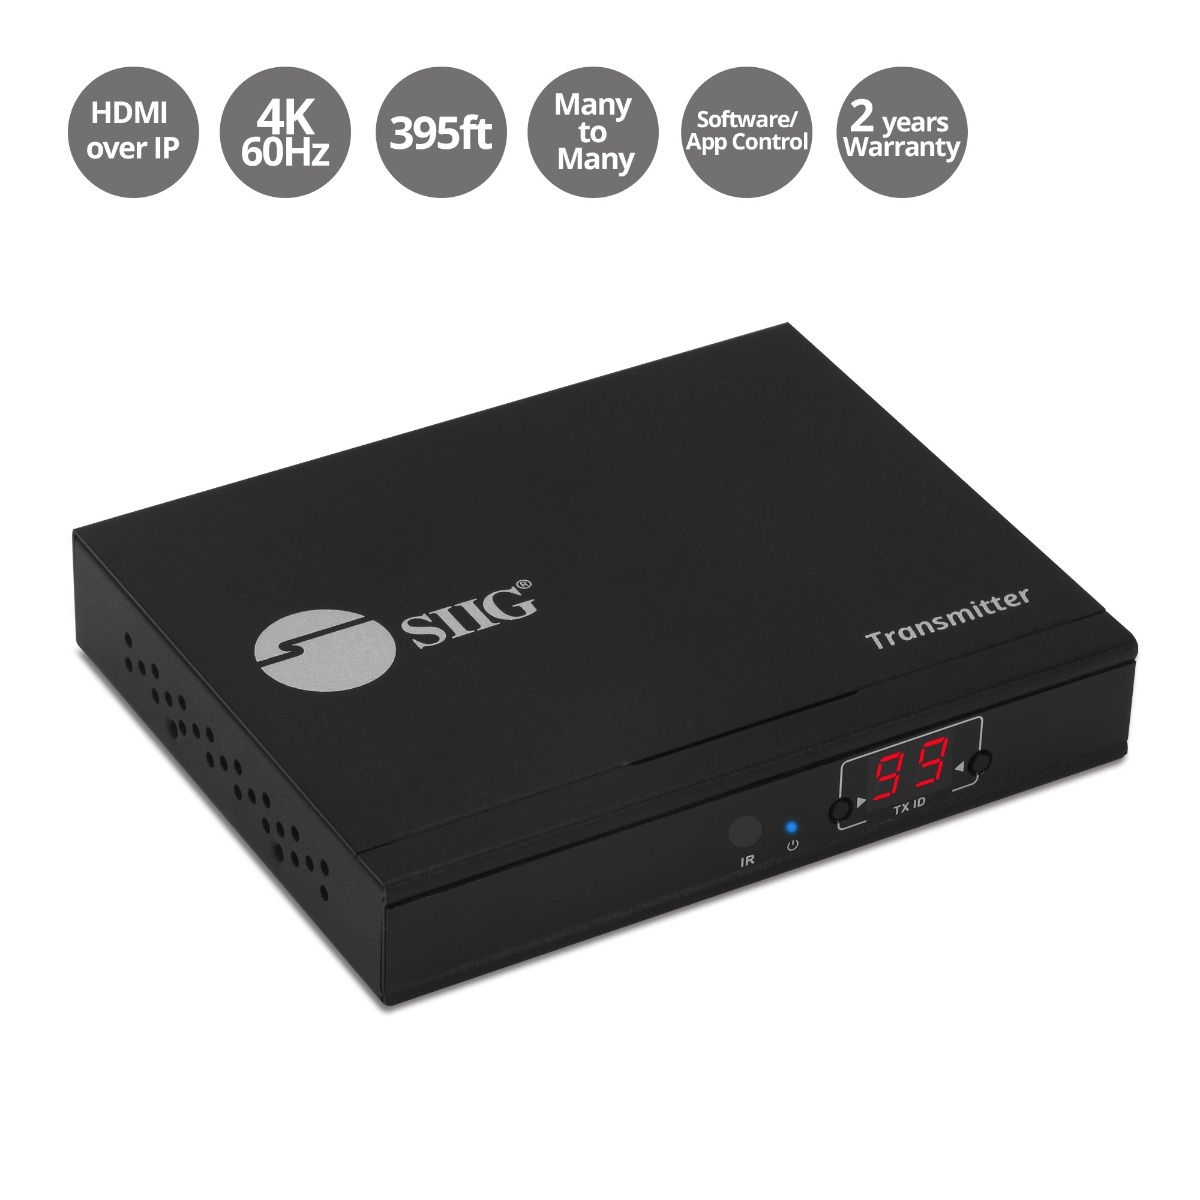 HDMI
over IP
4K
60Hz
395ft
Many
to
Many
Software/
App Control
2 years
Warranty
SIIG®
Transmitter
99
TX ID
IR